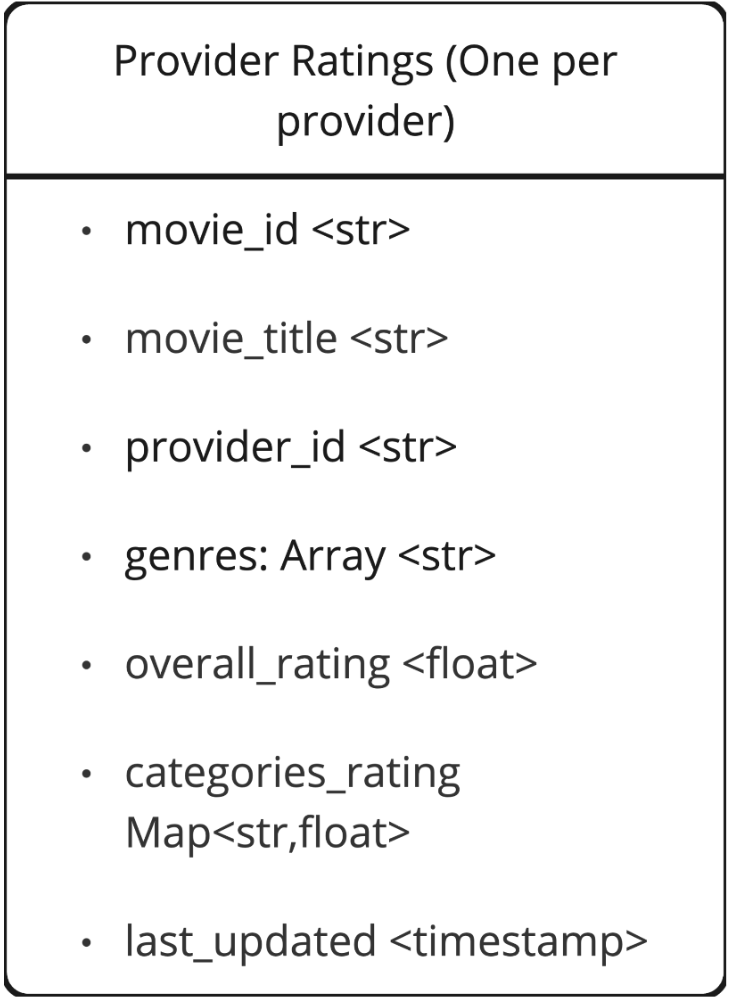 Provider Ratings (One per
provider)
• movie_id <str>
• movie_title <str>
• provider_id <str>
• genres: Array <str>
• overall_rating <float>
• categories_rating
Map<str,float>
• last_updated <timestamp>